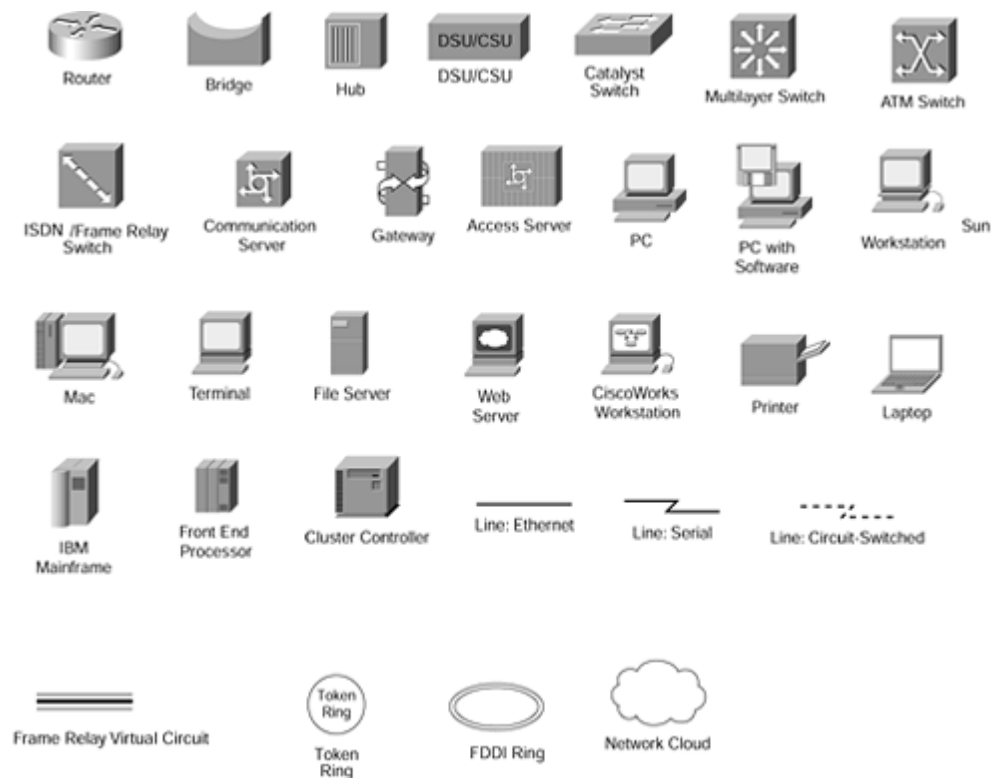 Router
Bridge
Hub
DSU/CSU
DSU/CSU
Catalyst
Switch
Multilayer Switch
ATM Switch
ISDN /Frame Relay
Switch
Communication
Server
Gateway
Access Server
PC
PC with
Software
Workstation
Sun
Mac
Terminal
File Server
Web
Server
CiscoWorks
Workstation
Printer
Laptop
IBM
Mainframe
Front End
Processor
Cluster Controller
Line: Ethernet
Line: Serial
Line: Circuit-Switched
Frame Relay Virtual Circuit
Token
Ring
Token
Ring
FDDI Ring
Network Cloud